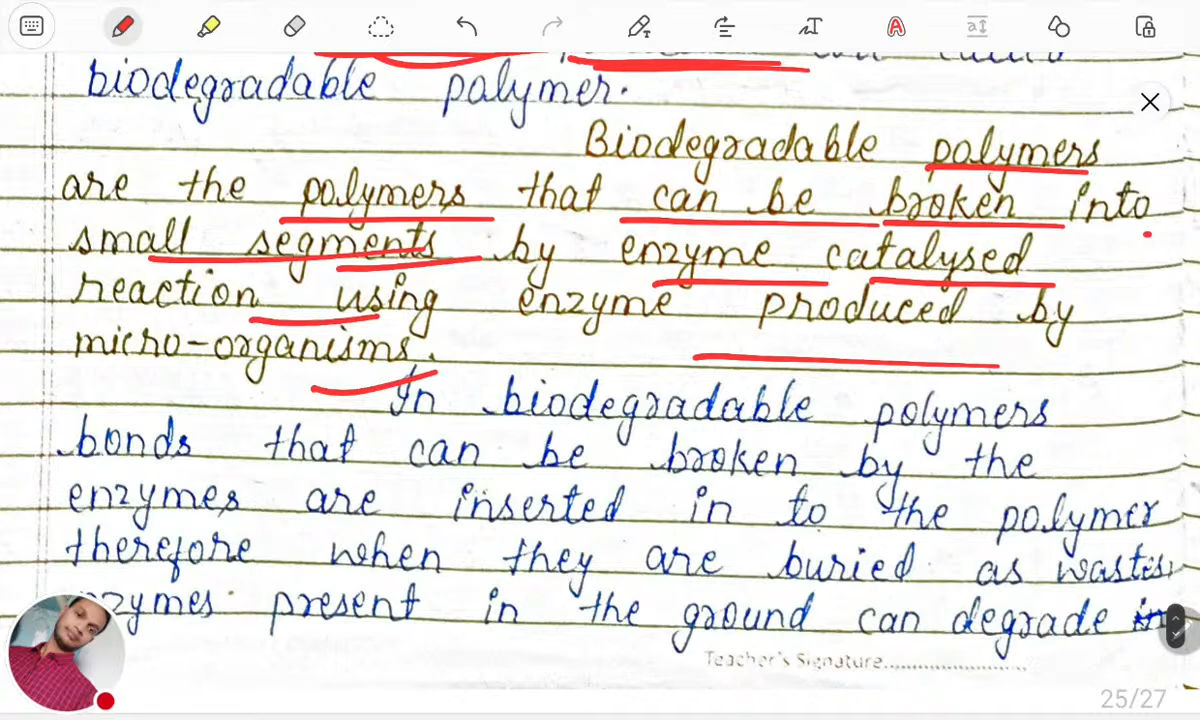 biodegradable polymer.
Biodegradable polymers
are the polymers that can be broken into
small segments by enzyme catalysed
reaction using enzyme produced by
micro-organisms.
In biodegradable polymers
bonds that can be broken by the
enzymes are inserted in to the polymer
therefore when they are buried as wastes,
enzymes present in the ground can degrade
Teacher's Signature
25/27